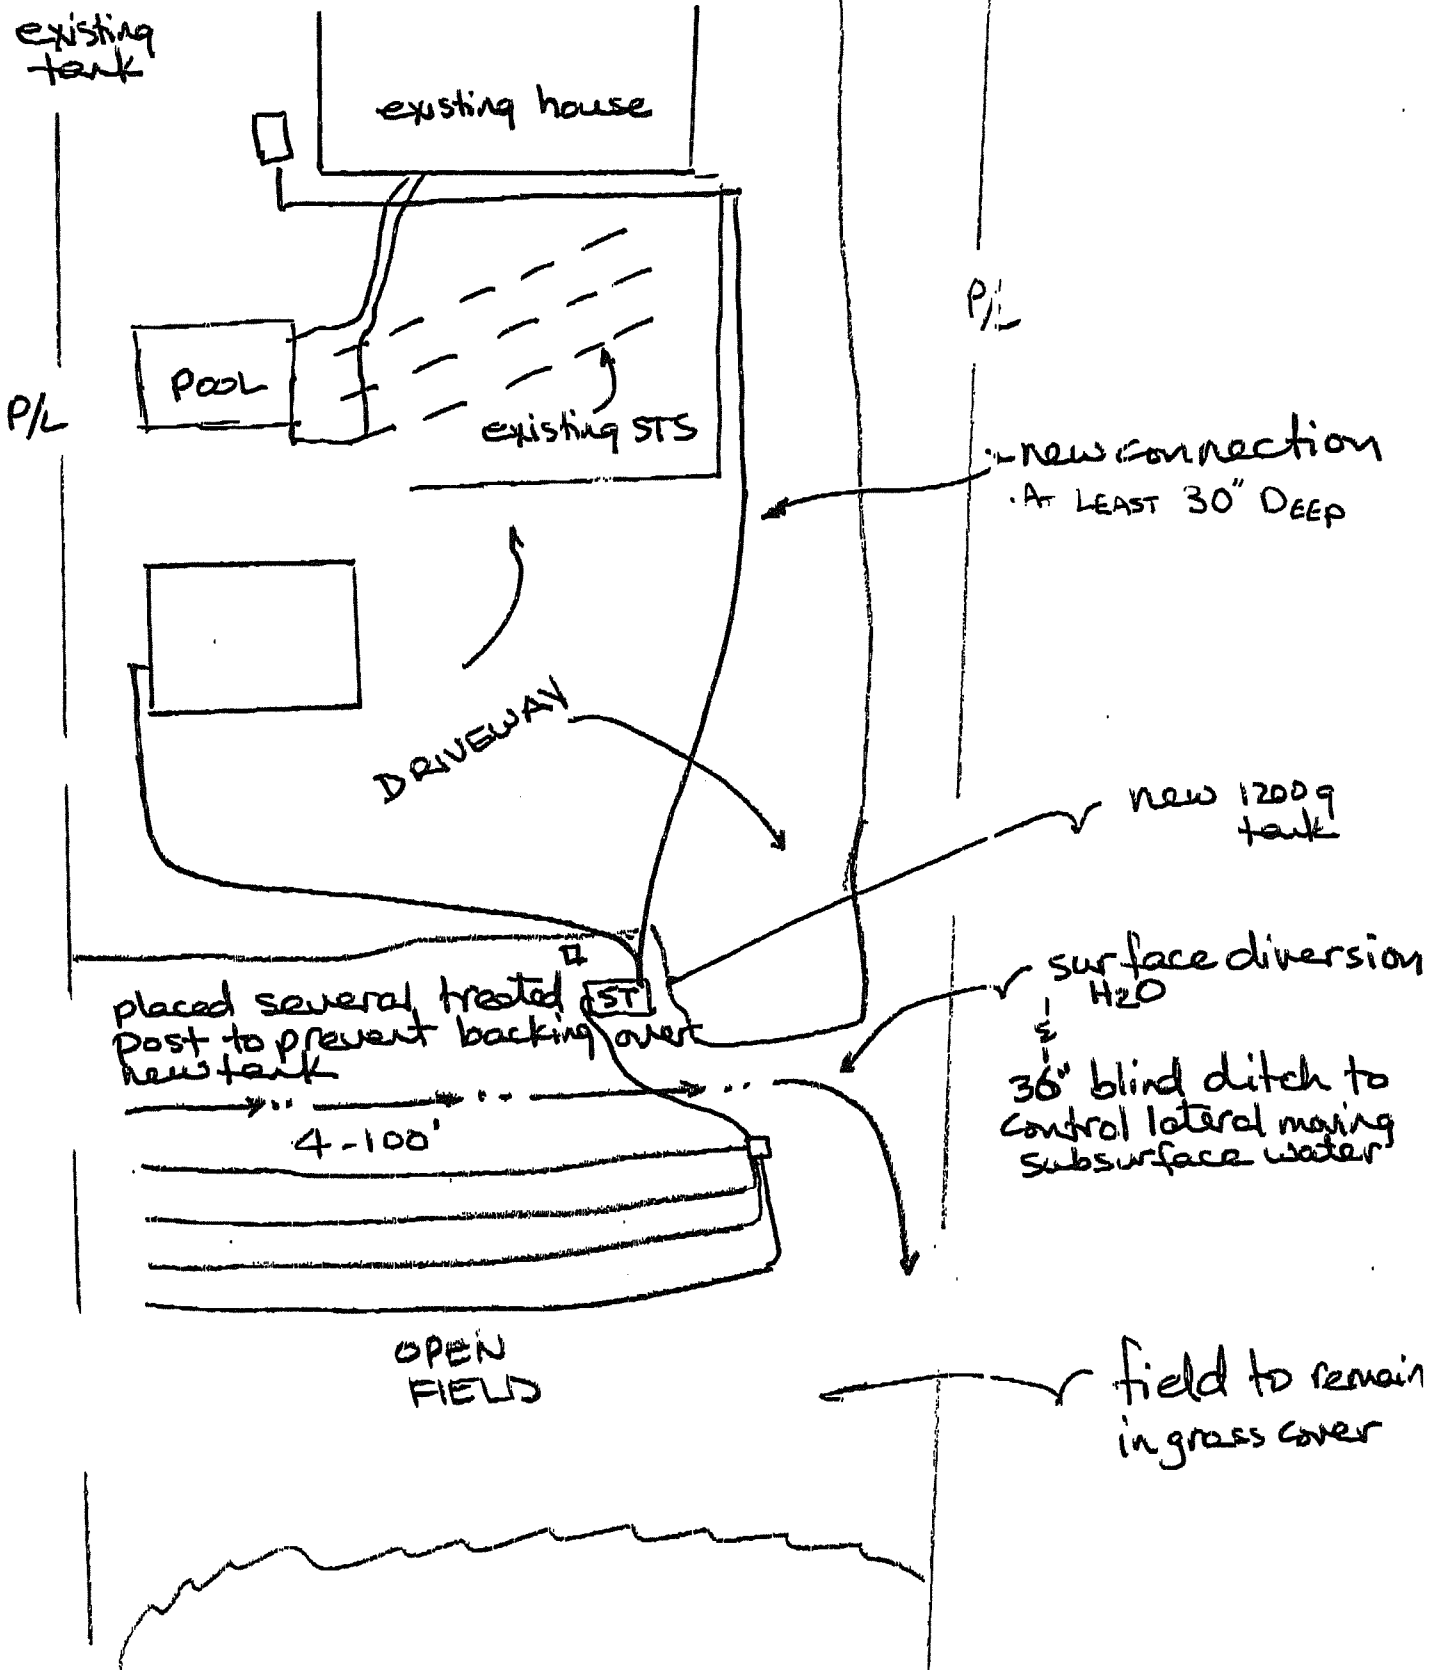 existing
tank
existing house
P/L
POOL
P/L
existing STS
new connection
. AT LEAST 30" DEEP
DRIVEWAY
new 1200g
tank
surface diversion
H2O
&
36" blind ditch to
control lateral moving
subsurface water
placed several treated
post to prevent backing over
new tank
ST
4-100'
OPEN
FIELD
field to remain
in grass cover